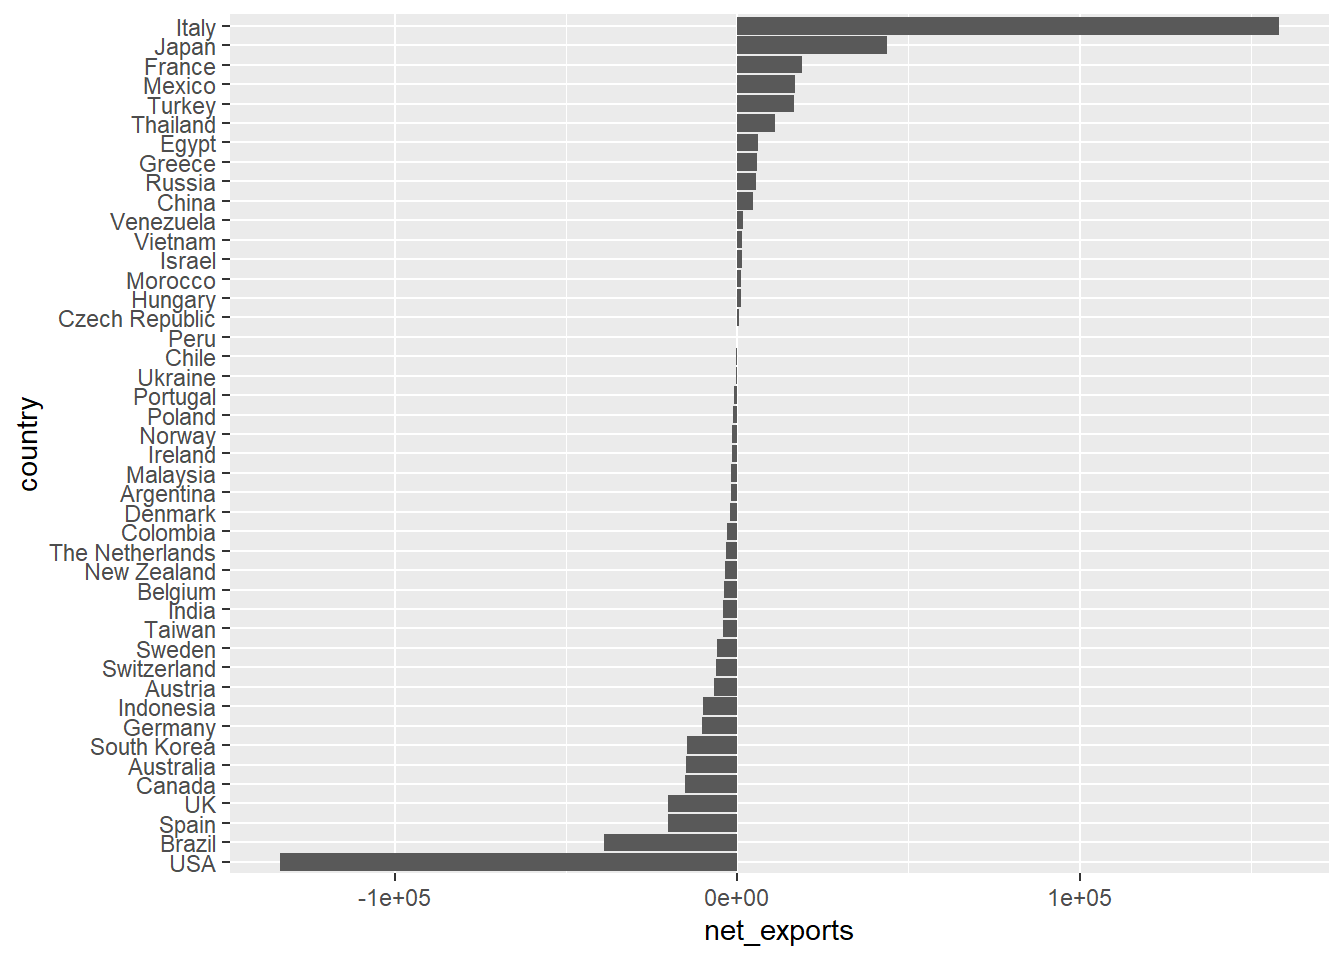 Italy
Japan
France
Mexico
Turkey
Thailand
Egypt
Greece
Russia
China
Venezuela
Vietnam
Israel
Morocco
Hungary
Czech Republic
Peru
Chile
Ukraine
Portugal
Poland
Norway
Ireland
Malaysia
Argentina
Denmark
Colombia
The Netherlands
New Zealand
Belgium
India
Taiwan
Sweden
Switzerland
Austria
Indonesia
Germany
South Korea
Australia
Canada
UK
Spain
Brazil
USA
country
-1e+05 0e+00 1e+05
net_exports